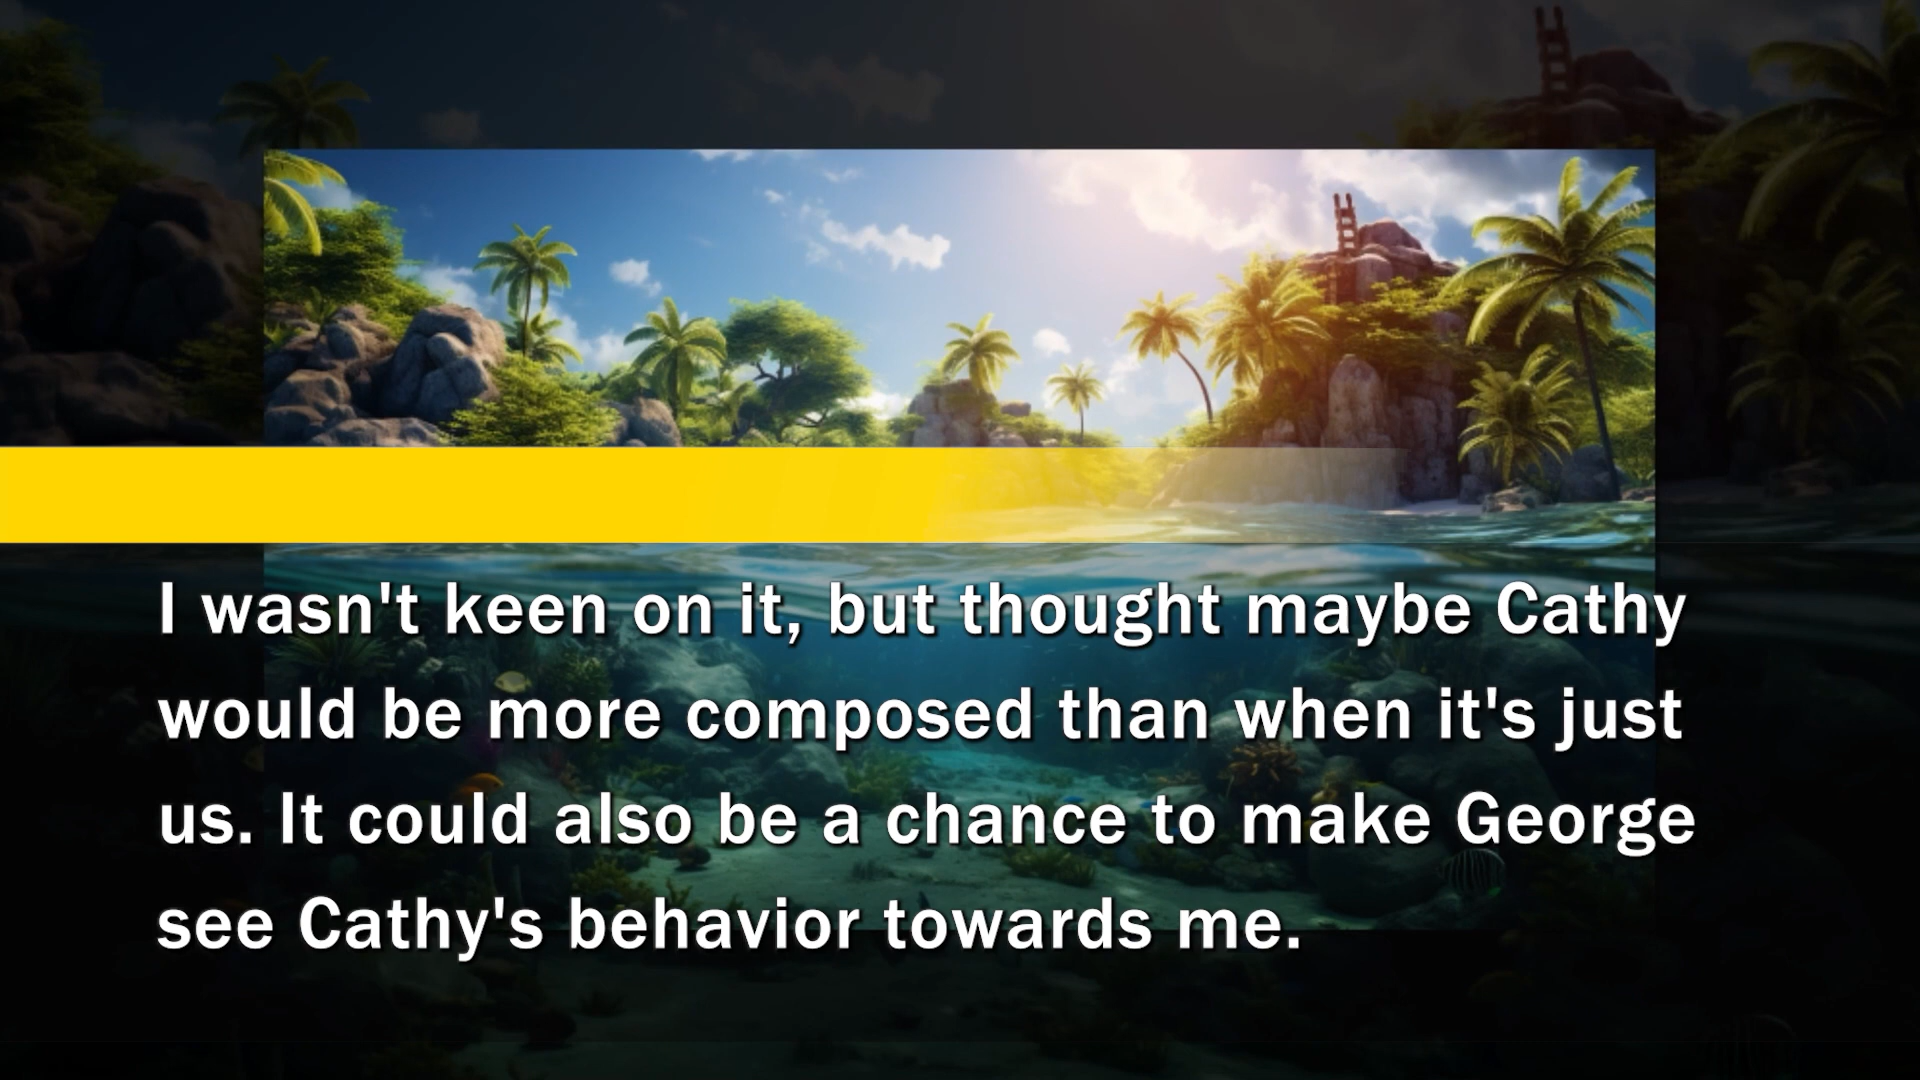 I wasn't keen on it, but thought maybe Cathy
would be more composed than when it's just
us. It could also be a chance to make George
see Cathy's behavior towards me.